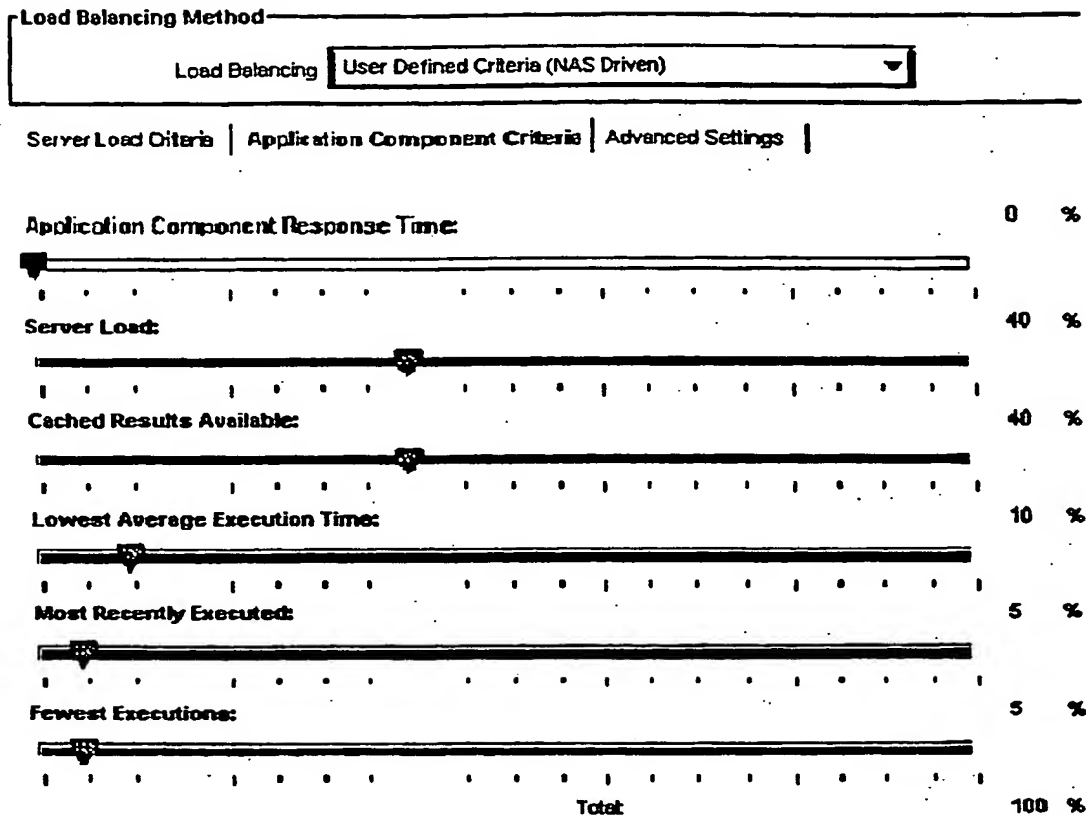 Load Balancing Method
Load Balancing User Defined Criteria (NAS Driven)
Server Load Criteria | Application Component Criteria | Advanced Settings |
Application Component Response Time: 0 %
Server Load: 40 %
Cached Results Available: 40 %
Lowest Average Execution Time: 10 %
Most Recently Executed: 5 %
Fewest Executions: 5 %
Total: 100 %